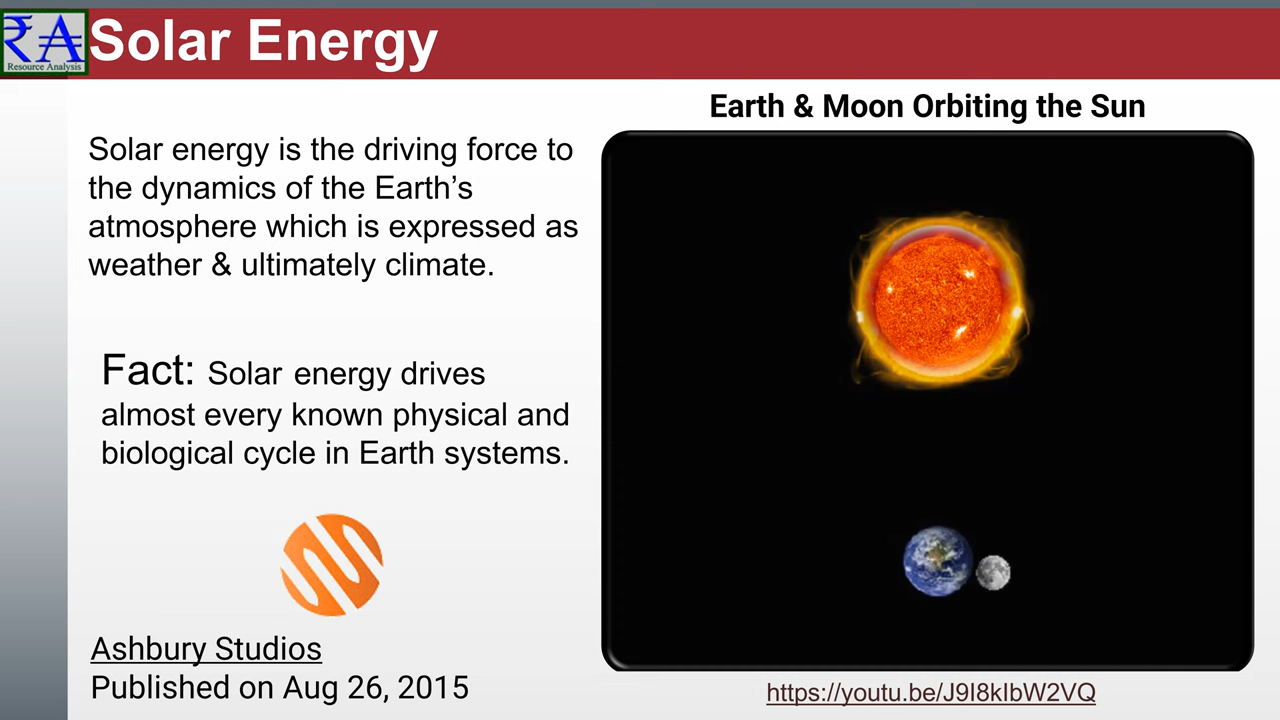 ₹A
Resource Analysis
Solar Energy
Earth & Moon Orbiting the Sun
Solar energy is the driving force to
the dynamics of the Earth’s
atmosphere which is expressed as
weather & ultimately climate.
Fact: Solar energy drives
almost every known physical and
biological cycle in Earth systems.
Ashbury Studios
Published on Aug 26, 2015
https://youtu.be/J9I8kIbW2VQ